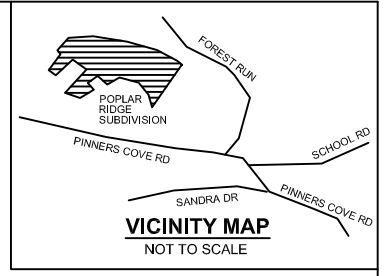 FOREST RUN
POPLAR
RIDGE
SUBDIVISION
PINNERS COVE RD
SCHOOL RD
SANDRA DR
PINNERS COVE RD
VICINITY MAP
NOT TO SCALE